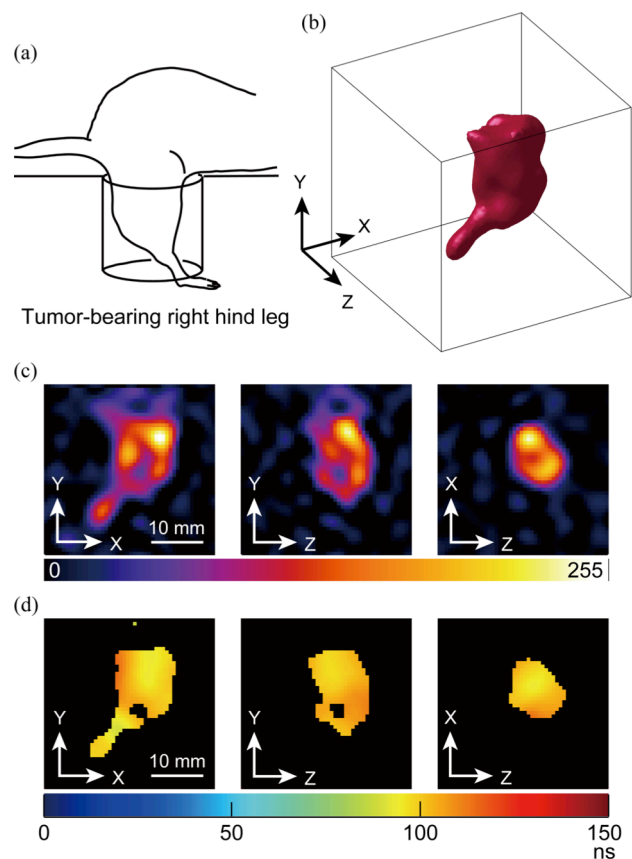 (a)
(b)
Y
X
Z
Tumor-bearing right hind leg
(c)
Y
X
10 mm
Y
Z
X
Z
0
255
(d)
Y
X
10 mm
Y
Z
X
Z
0
50
100
150
ns